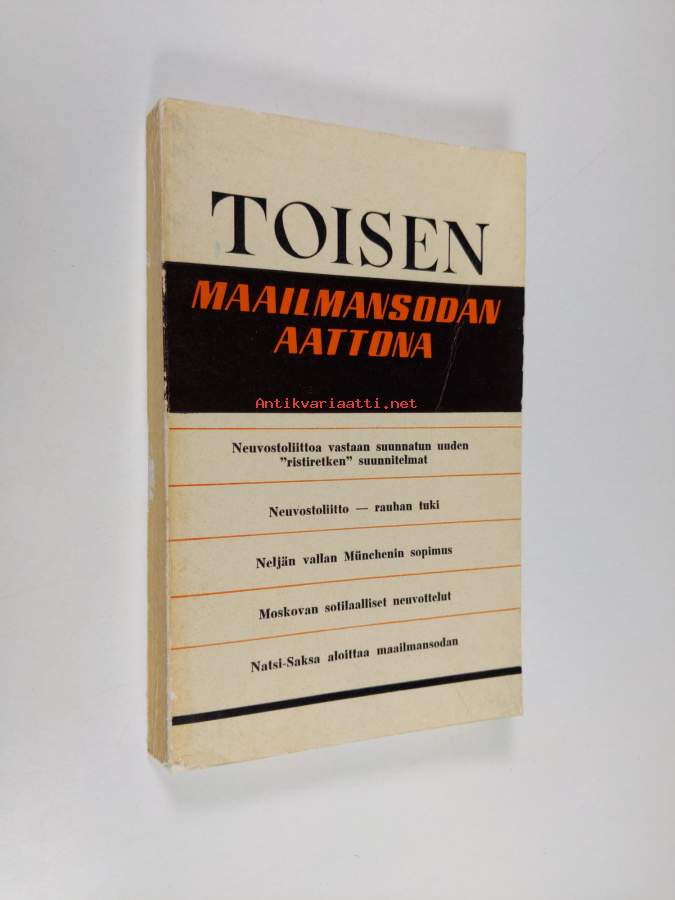 TOISEN
MAAILMANSODAN
AATTONA
Antikvariaatti.net
Neuvostoliittoa vastaan suunnatun uuden
”ristiretken” suunnitelmat
Neuvostoliitto — rauhan tuki
Neljän vallan Münchenin sopimus
Moskovan sotilaalliset neuvottelut
Natsi-Saksa aloittaa maailmansodan